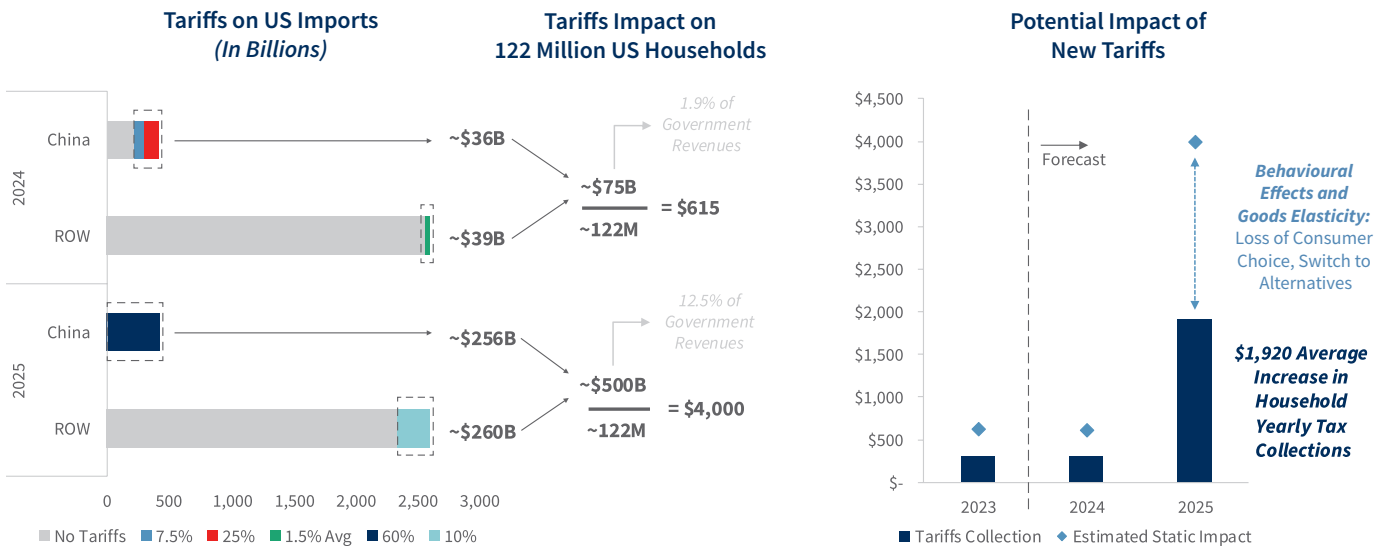 Tariffs on US Imports
(In Billions)
2024
China
ROW
2025
China
ROW
0
500
1,000
1,500
2,000
2,500
3,000
No Tariffs
7.5%
25%
1.5% Avg
60%
10%
Tariffs Impact on
122 Million US Households
~$36B
~$39B
~$75B
~122M
= $615
1.9% of
Government
Revenues
~$256B
~$260B
~$500B
~122M
= $4,000
12.5% of
Government
Revenues
Potential Impact of
New Tariffs
$4,500
$4,000
$3,500
$3,000
$2,500
$2,000
$1,500
$1,000
$500
$-
Forecast
2023
2024
2025
Behavioural
Effects and
Goods Elasticity:
Loss of Consumer
Choice, Switch to
Alternatives
$1,920 Average
Increase in
Household
Yearly Tax
Collections
Tariffs Collection
Estimated Static Impact